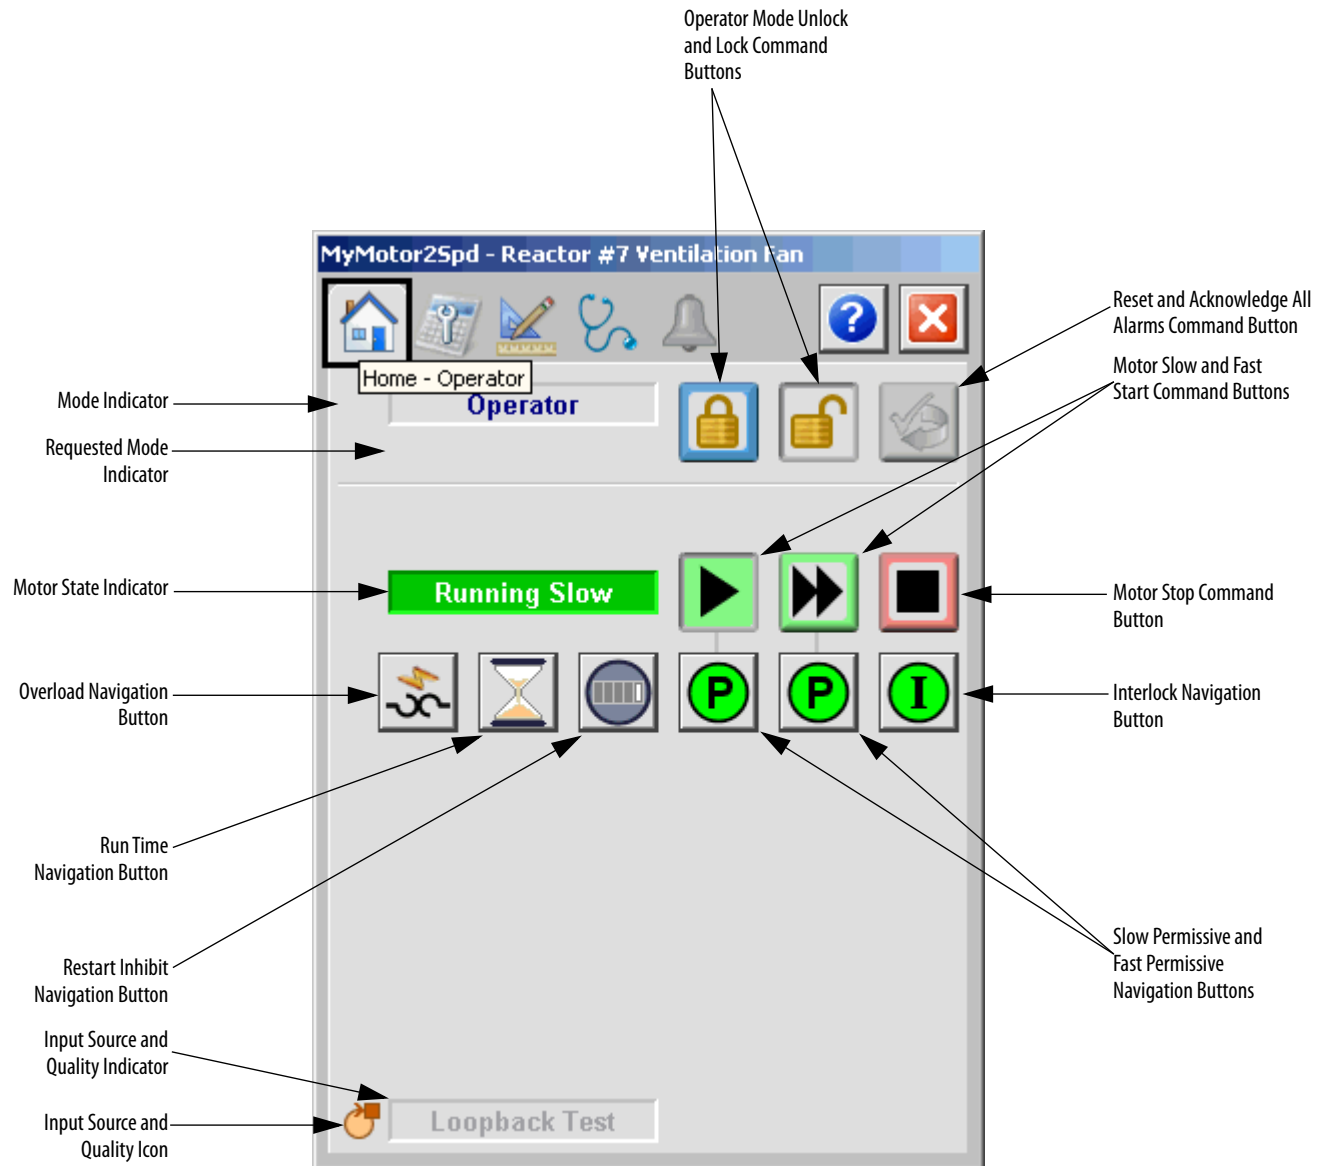 Operator Mode Unlock
and Lock Command
Buttons
MyMotor2Spd - Reactor #7 Ventilation Fan
Home - Operator
Operator
Reset and Acknowledge All
Alarms Command Button
Motor Slow and Fast
Start Command Buttons
Mode Indicator
Requested Mode
Indicator
Motor State Indicator
Running Slow
Motor Stop Command
Button
Overload Navigation
Button
P
P
I
Interlock Navigation
Button
Run Time
Navigation Button
Restart Inhibit
Navigation Button
Slow Permissive and
Fast Permissive
Navigation Buttons
Input Source and
Quality Indicator
Input Source and
Quality Icon
Loopback Test